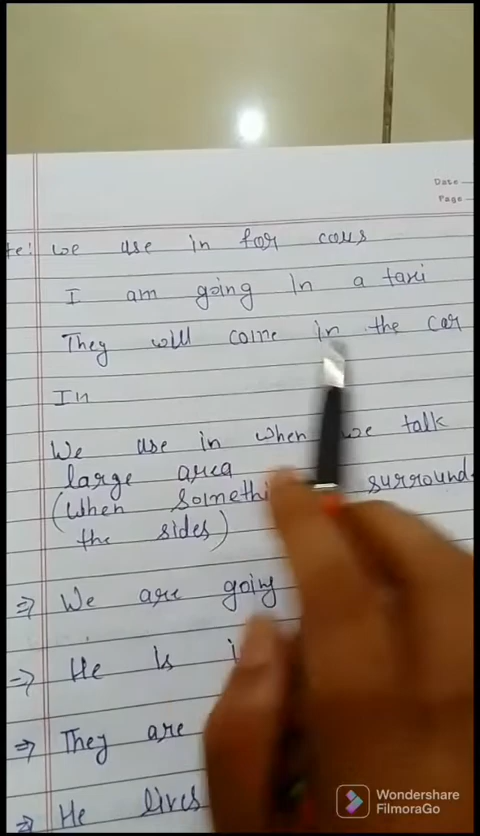 Date
Page
te: we use in for cars
I am going In a taxi
They will come in the car
In
We use in when we talk
large area
(when somethi surround
the sides)
⇒ We are going
⇒ He is i
⇒ They are
⇒ He lives
Wondershare
FilmoraGo